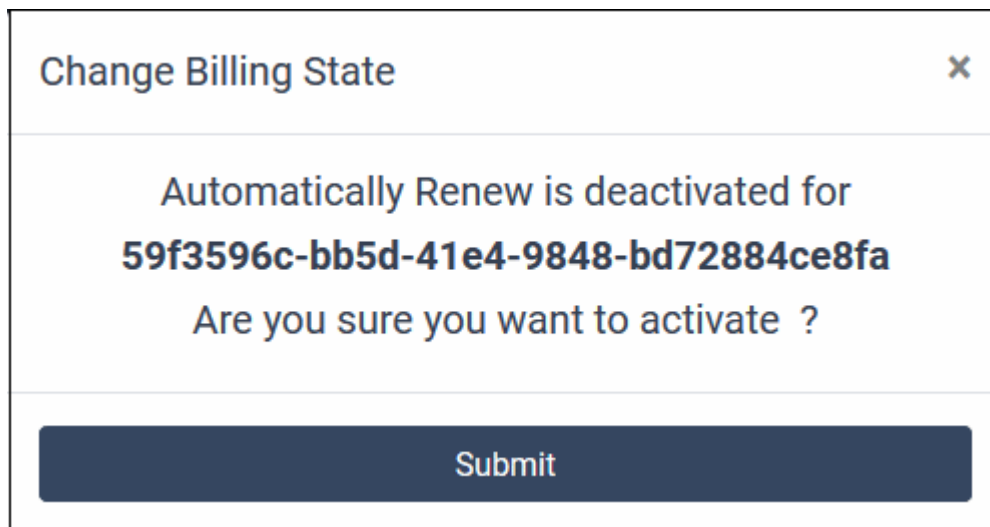 Change Billing State ×
Automatically Renew is deactivated for
59f3596c-bb5d-41e4-9848-bd72884ce8fa
Are you sure you want to activate ?
Submit